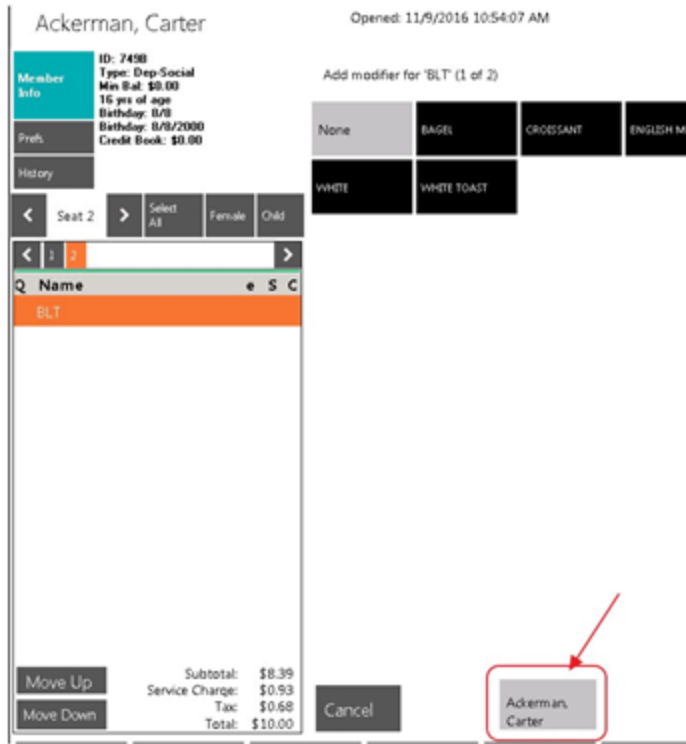 Ackerman, Carter
Opened: 11/9/2016 10:54:07 AM
Member
Info
Prefs
History
ID: 7498
Type: Dep-Social
Min Bal: $0.00
16 yrs of age
Birthday: 8/8
Birthday: 8/8/2000
Credit Book: $0.00
Add modifier for 'BLT' (1 of 2)
None
BAGEL
CROISSANT
ENGLISH M
WHITE
WHITE TOAST
< Seat 2 >
Select
All
Female
Child
< 1 2 >
Q Name e S C
BLT
Move Up
Move Down
Subtotal: $8.39
Service Charge: $0.93
Tax: $0.68
Total: $10.00
Cancel
Ackerman,
Carter